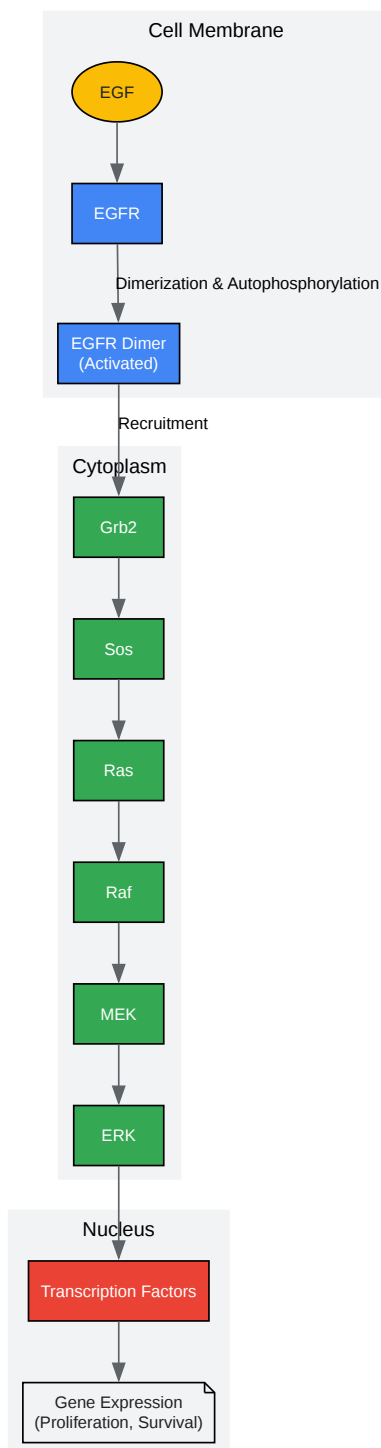 Cell Membrane
EGF
EGFR
Dimerization & Autophosphorylation
EGFR Dimer
(Activated)
Recruitment
Cytoplasm
Grb2
Sos
Ras
Raf
MEK
ERK
Nucleus
Transcription Factors
Gene Expression
(Proliferation, Survival)